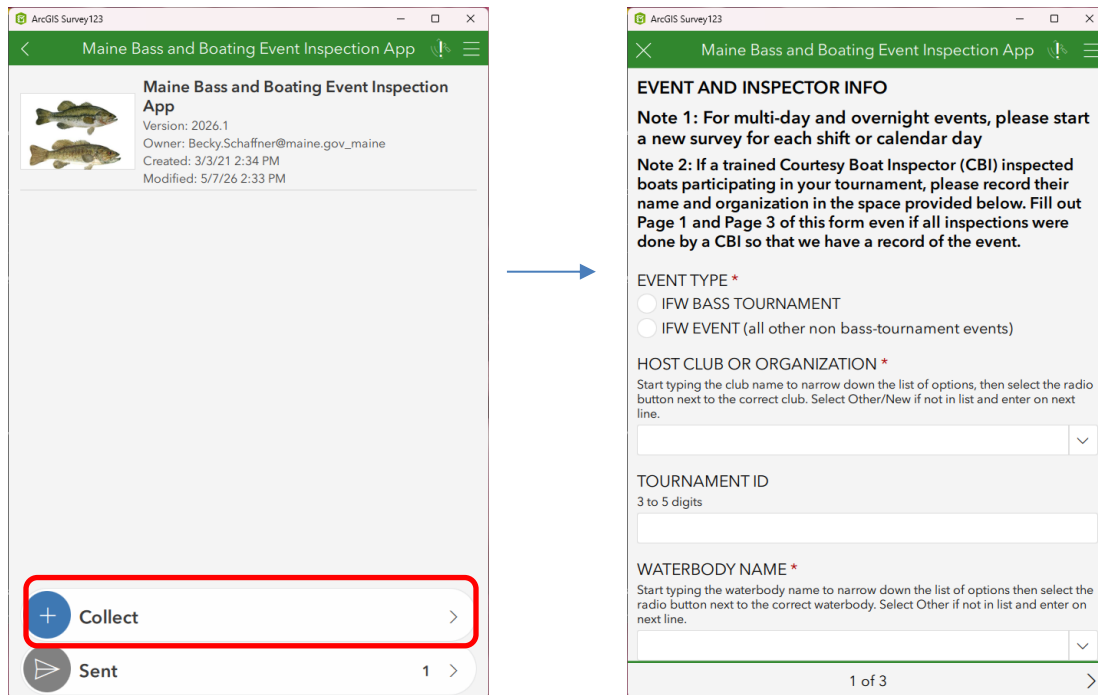 ArcGIS Survey123
Maine Bass and Boating Event Inspection App
Maine Bass and Boating Event Inspection
App
Version: 2026.1
Owner: Becky.Schaffner@maine.gov_maine
Created: 3/3/21 2:34 PM
Modified: 5/7/26 2:33 PM
Collect
Sent
1
ArcGIS Survey123
Maine Bass and Boating Event Inspection App
EVENT AND INSPECTOR INFO
Note 1: For multi-day and overnight events, please start
a new survey for each shift or calendar day
Note 2: If a trained Courtesy Boat Inspector (CBI) inspected
boats participating in your tournament, please record their
name and organization in the space provided below. Fill out
Page 1 and Page 3 of this form even if all inspections were
done by a CBI so that we have a record of the event.
EVENT TYPE *
IFW BASS TOURNAMENT
IFW EVENT (all other non bass-tournament events)
HOST CLUB OR ORGANIZATION *
Start typing the club name to narrow down the list of options, then select the radio
button next to the correct club. Select Other/New if not in list and enter on next
line.
TOURNAMENT ID
3 to 5 digits
WATERBODY NAME *
Start typing the waterbody name to narrow down the list of options then select the
radio button next to the correct waterbody. Select Other if not in list and enter on
next line.
1 of 3